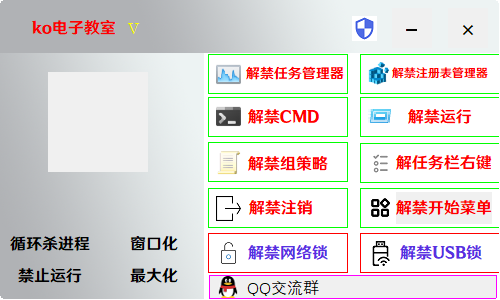 ko电子教室 V
解禁任务管理器 解禁注册表管理器
解禁CMD 解禁运行
解禁组策略 解任务栏右键
解禁注销 解禁开始菜单
循环杀进程 窗口化 解禁网络锁 解禁USB锁
禁止运行 最大化 QQ交流群